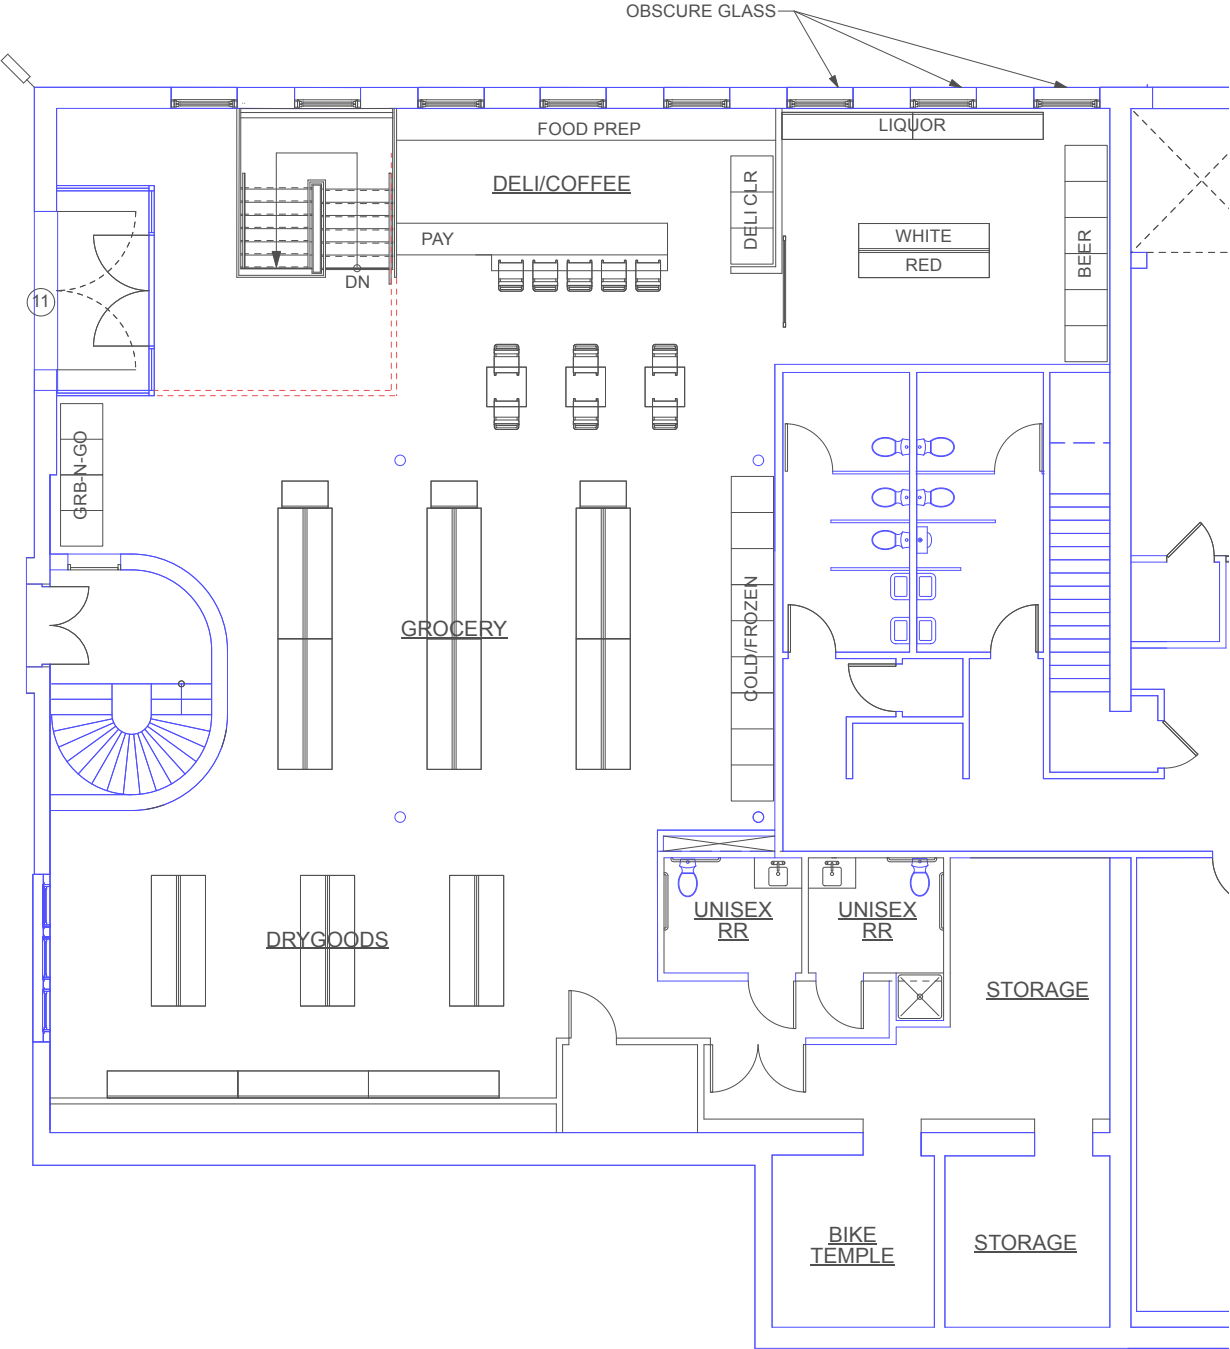 OBSCURE GLASS
FOOD PREP
LIQUOR
DELI/COFFEE
DELI CLR
PAY
WHITE
RED
BEER
DN
11
GRB-N-GO
GROCERY
COLD/FROZEN
UNISEX
RR
UNISEX
RR
DRYGOODS
STORAGE
BIKE
TEMPLE
STORAGE